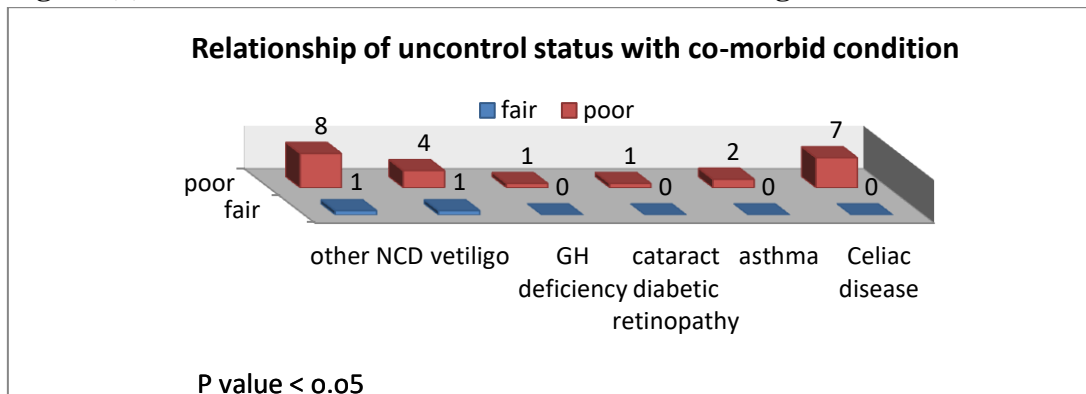 Relationship of uncontrol status with co-morbid condition
fair poor
8 4 1 1 2 7
poor
1 1 0 0 0 0
fair
other NCD vetiligo GH cataract asthma Celiac
deficiency diabetic disease
retinopathy
P value < o.o5